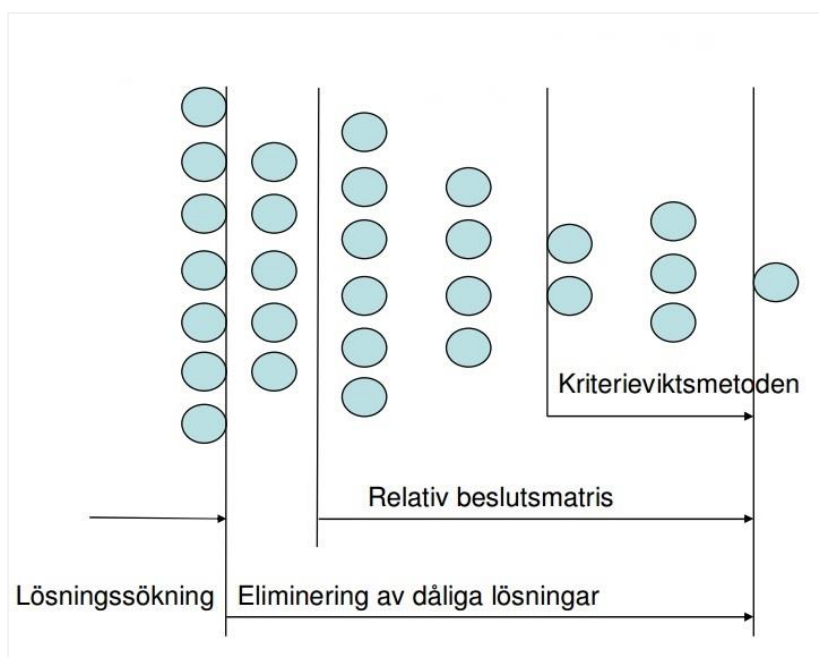 Kriterieviktsmetoden
Relativ beslutsmatris
Lösningssökning
Eliminering av dåliga lösningar